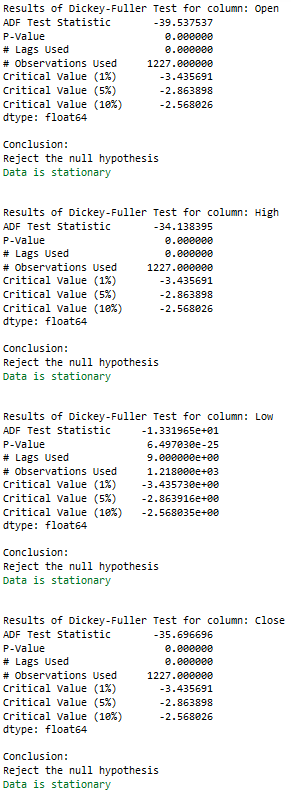 Results of Dickey-Fuller Test for column: Open
ADF Test Statistic -39.537537
P-Value 0.000000
# Lags Used 0.000000
# Observations Used 1227.000000
Critical Value (1%) -3.435691
Critical Value (5%) -2.863898
Critical Value (10%) -2.568026
dtype: float64
Conclusion:
Reject the null hypothesis
Data is stationary
Results of Dickey-Fuller Test for column: High
ADF Test Statistic -34.138395
P-Value 0.000000
# Lags Used 0.000000
# Observations Used 1227.000000
Critical Value (1%) -3.435691
Critical Value (5%) -2.863898
Critical Value (10%) -2.568026
dtype: float64
Conclusion:
Reject the null hypothesis
Data is stationary
Results of Dickey-Fuller Test for column: Low
ADF Test Statistic -1.331965e+01
P-Value 6.497030e-25
# Lags Used 9.000000e+00
# Observations Used 1.218000e+03
Critical Value (1%) -3.435730e+00
Critical Value (5%) -2.863916e+00
Critical Value (10%) -2.568035e+00
dtype: float64
Conclusion:
Reject the null hypothesis
Data is stationary
Results of Dickey-Fuller Test for column: Close
ADF Test Statistic -35.696696
P-Value 0.000000
# Lags Used 0.000000
# Observations Used 1227.000000
Critical Value (1%) -3.435691
Critical Value (5%) -2.863898
Critical Value (10%) -2.568026
dtype: float64
Conclusion:
Reject the null hypothesis
Data is stationary